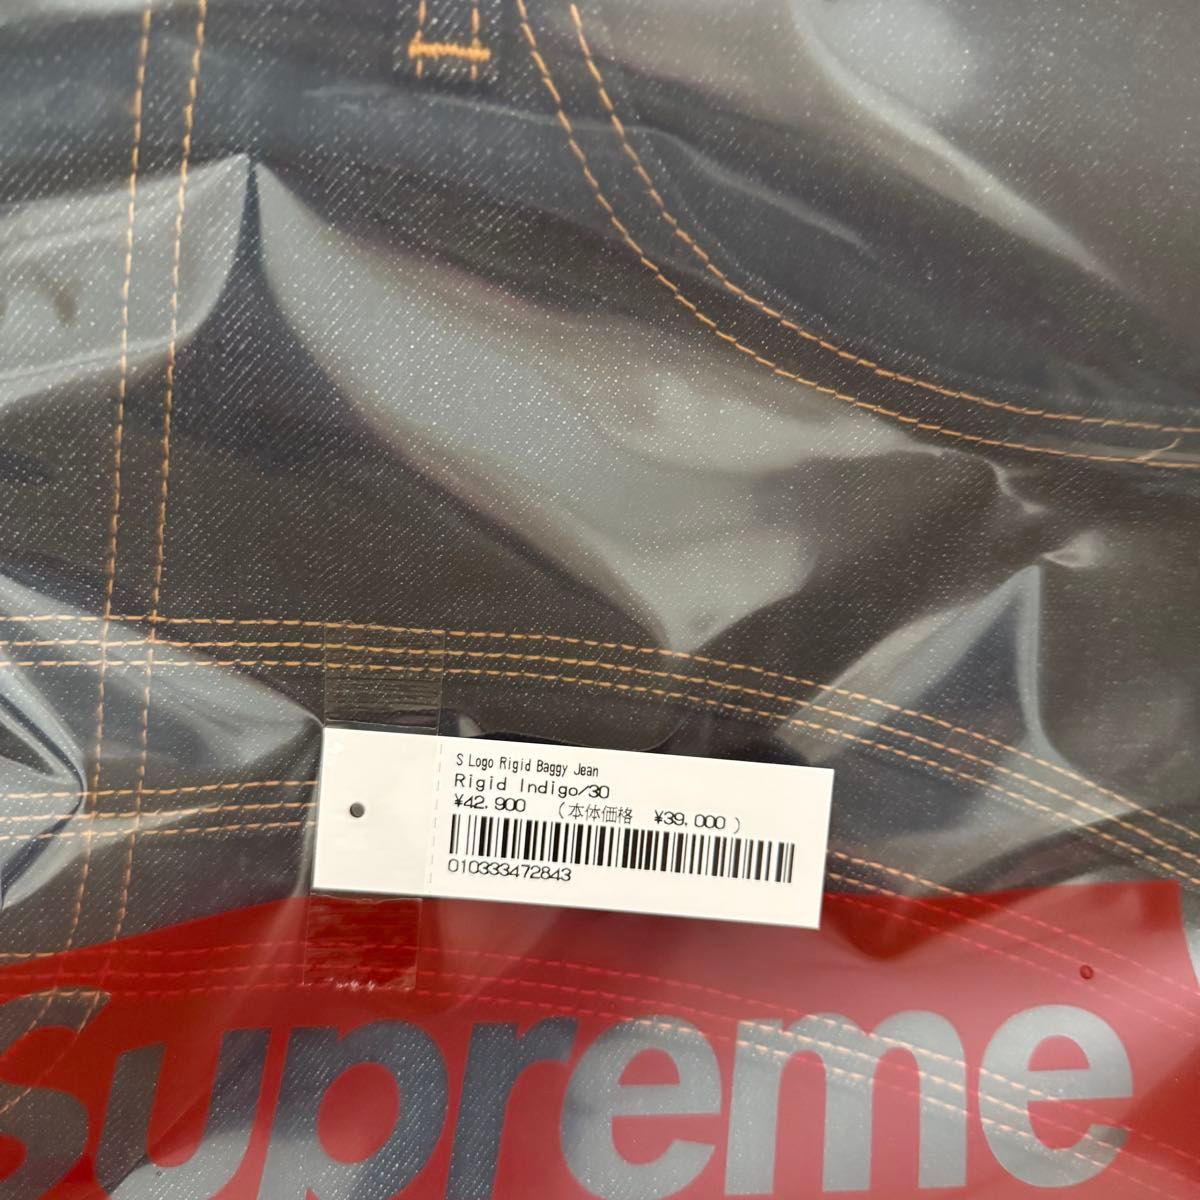 S Logo Rigid Baggy Jean
Rigid Indigo/30
¥42,900 (本体価格 ¥39,000 )
010333472843
Supreme